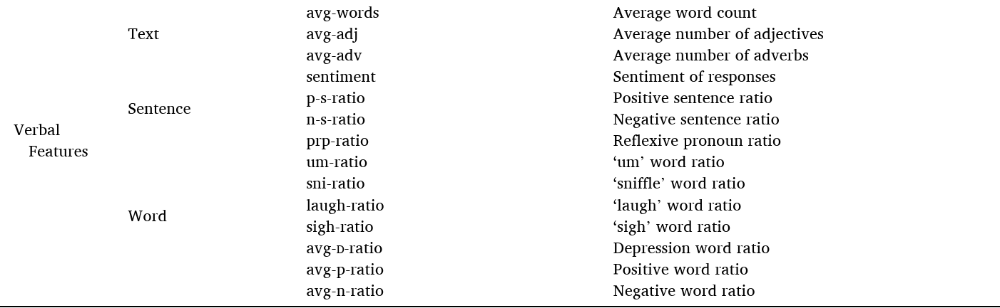 avg-words Average word count
Text avg-adj Average number of adjectives
avg-adv Average number of adverbs
sentiment Sentiment of responses
p-s-ratio Positive sentence ratio
Sentence
n-s-ratio Negative sentence ratio
Verbal
prp-ratio Reflexive pronoun ratio
Features
um-ratio ‘um’ word ratio
sni-ratio ‘sniffle’ word ratio
laugh-ratio ‘laugh’ word ratio
Word
sigh-ratio ‘sigh’ word ratio
avg-D-ratio Depression word ratio
avg-p-ratio Positive word ratio
avg-n-ratio Negative word ratio